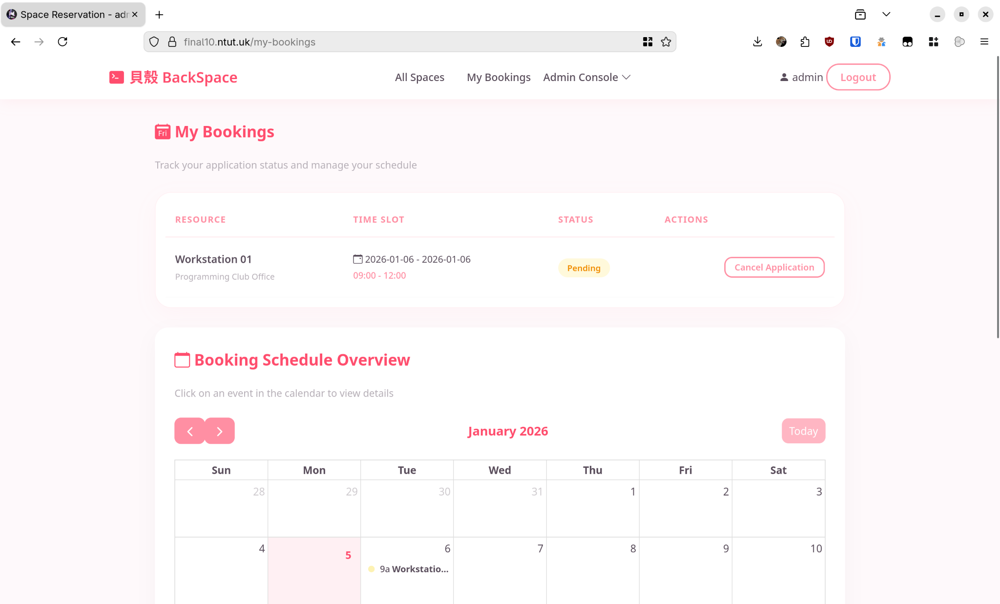 Space Reservation - adr
final10.ntut.uk/my-bookings
貝殼 BackSpace
All Spaces
My Bookings
Admin Console
admin
Logout
Fri
My Bookings
Track your application status and manage your schedule
RESOURCE
TIME SLOT
STATUS
ACTIONS
Workstation 01
2026-01-06 - 2026-01-06
Pending
Cancel Application
Programming Club Office
09:00 - 12:00
Booking Schedule Overview
Click on an event in the calendar to view details
January 2026
Today
Sun Mon Tue Wed Thu Fri Sat
28 29 30 31 1 2 3
4 5 6 7 8 9 10
9a Workstatio...